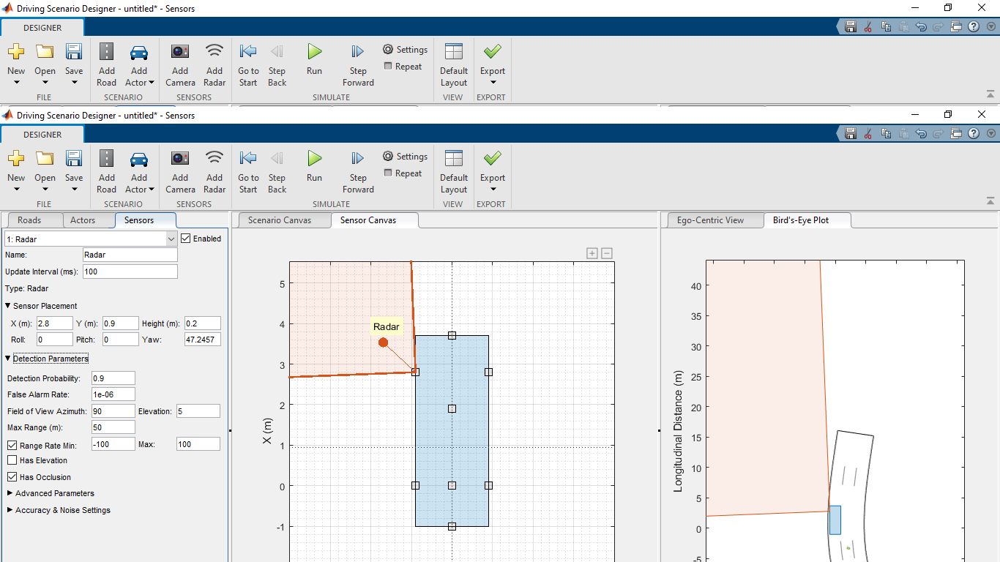 Driving Scenario Designer - untitled* - Sensors
DESIGNER
New Open Save Add Road Add Actor Add Camera Add Radar Go to Start Step Back Run Step Forward Settings Repeat Default Layout Export
FILE SCENARIO SENSORS SIMULATE VIEW EXPORT
Driving Scenario Designer - untitled* - Sensors
DESIGNER
New Open Save Add Road Add Actor Add Camera Add Radar Go to Start Step Back Run Step Forward Settings Repeat Default Layout Export
FILE SCENARIO SENSORS SIMULATE VIEW EXPORT
Roads Actors Sensors
1: Radar Enabled
Name: Radar
Update Interval (ms): 100
Type: Radar
Sensor Placement
X (m): 2.8 Y (m): 0.9 Height (m): 0.2
Roll: 0 Pitch: 0 Yaw: 47.2457
Detection Parameters
Detection Probability: 0.9
False Alarm Rate: 1e-06
Field of View Azimuth: 90 Elevation: 5
Max Range (m): 50
Range Rate Min: -100 Max: 100
Has Elevation
Has Occlusion
Advanced Parameters
Accuracy & Noise Settings
Scenario Canvas Sensor Canvas
5
4
3
2
1
0
-1
X (m)
Radar
Ego-Centric View Bird's-Eye Plot
40
35
30
25
20
15
10
5
0
-5
Longitudinal Distance (m)